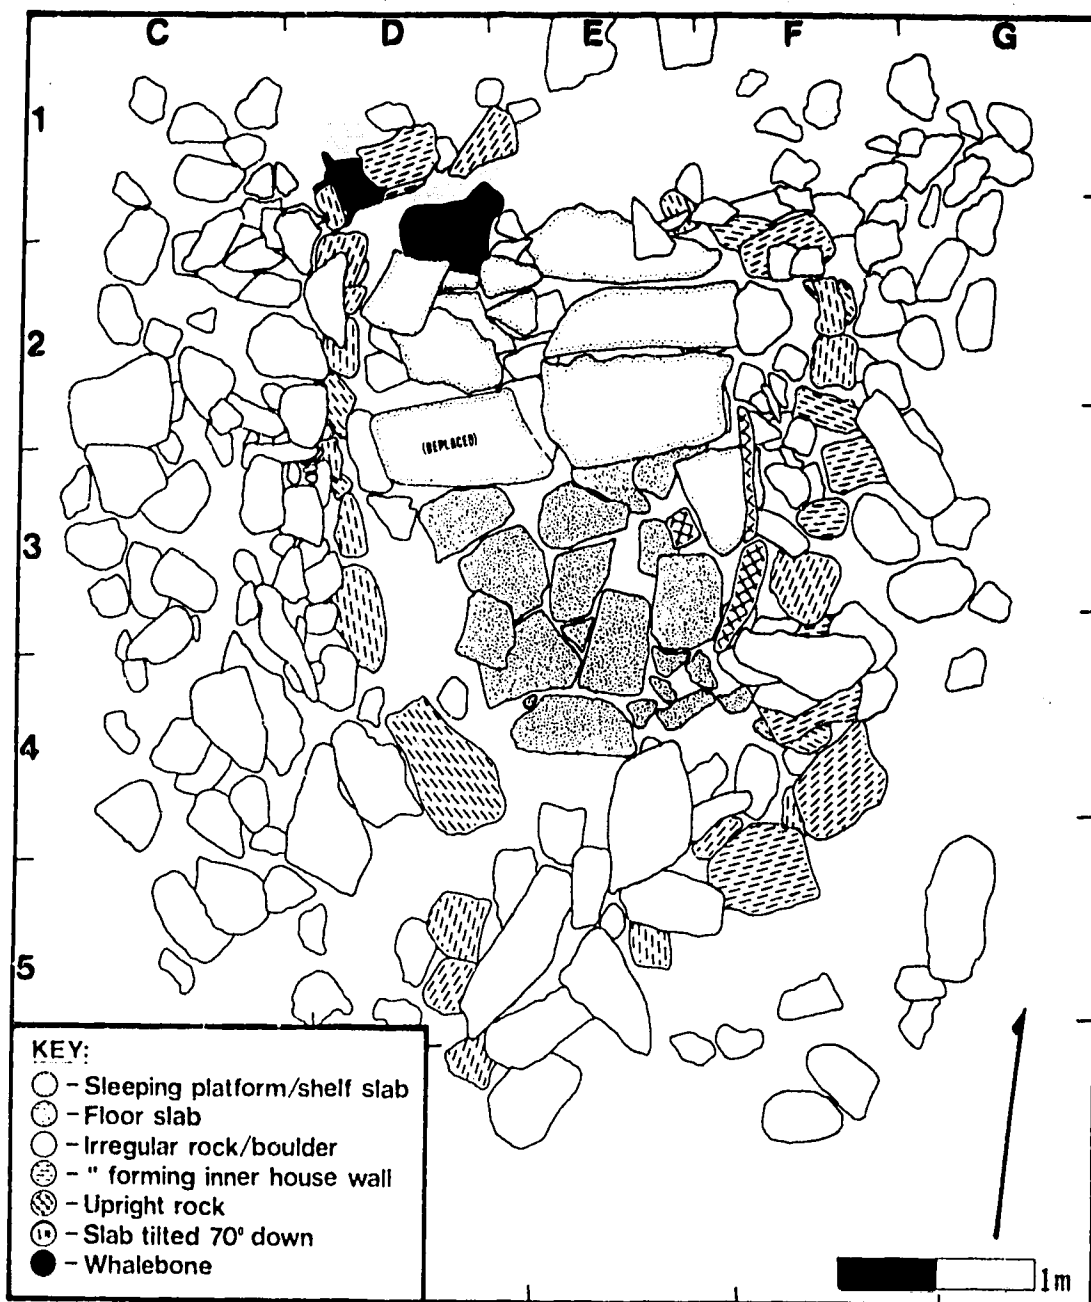 C D E F G
1
2
(REPLACED)
3
4
5
KEY:
- Sleeping platform/shelf slab
- Floor slab
- Irregular rock/boulder
- " forming inner house wall
- Upright rock
- Slab tilted 70° down
- Whalebone
1m